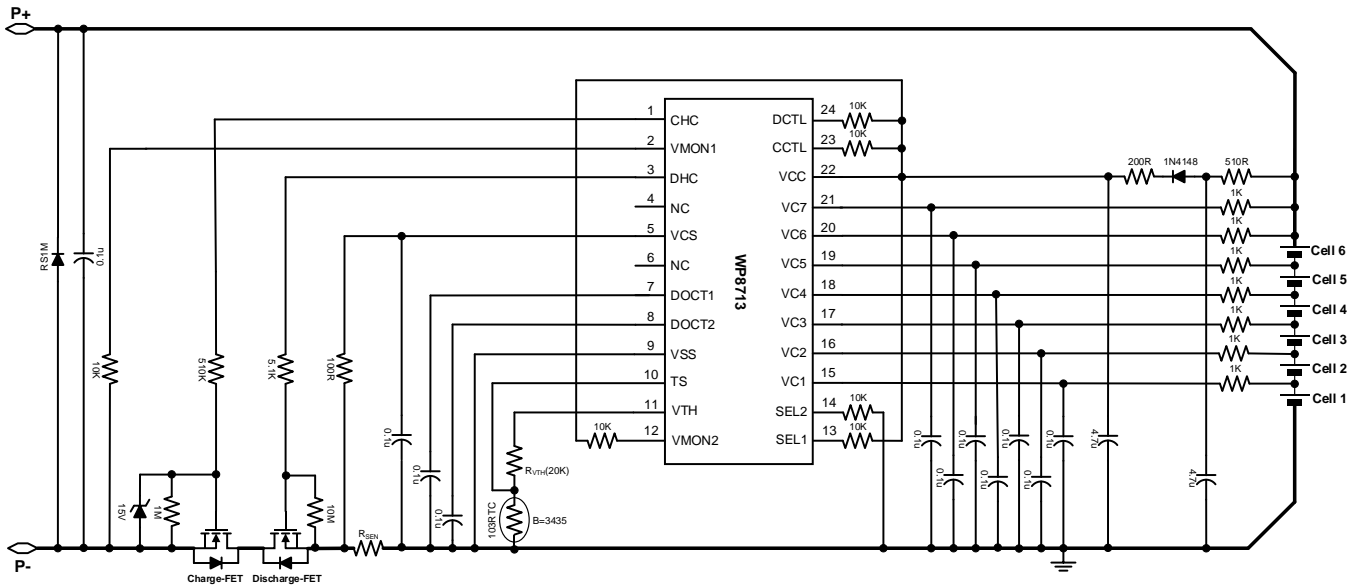 P+
1
CHC
DCTL
24
10K
2
VMON1
CCTL
23
10K
3
DHC
VCC
22
200R
1N4148
510R
4
NC
VC7
21
1K
5
VCS
VC6
20
1K
6
NC
VC5
19
1K
7
DOCT1
VC4
18
1K
8
DOCT2
VC3
17
1K
9
VSS
VC2
16
1K
10
TS
VC1
15
1K
11
VTH
SEL2
14
10K
12
VMON2
SEL1
13
10K
WP8713
Cell 6
Cell 5
Cell 4
Cell 3
Cell 2
Cell 1
RS1M
0.1u
10K
510K
5.1K
100R
0.1u
0.1u
0.1u
10K
RVTH(20K)
103RTC
B=3435
0.1u
0.1u
0.1u
0.1u
0.1u
0.1u
0.1u
4.7u
4.7u
15V
1M
10M
RSEN
P-
Charge-FET
Discharge-FET